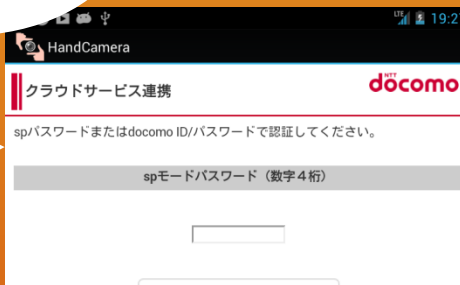 LTE 19:2
HandCamera
クラウドサービス連携
NTT
docomo
spパスワードまたはdocomo ID/パスワードで認証してください。
spモードパスワード（数字４桁）